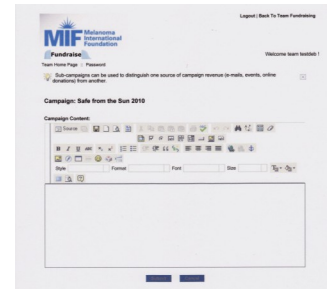 Logout | Back To Team Fundraising
MIF Melanoma
International
Foundation
Fundraise
Welcome team testdeb !
Team Home Page | Password
Sub-campaigns can be used to distinguish one source of campaign revenue (e-mails, events, online
donations) from another.
Campaign: Safe from the Sun 2010
Campaign Content:
Source
B I U ABC
Style Format Font Size